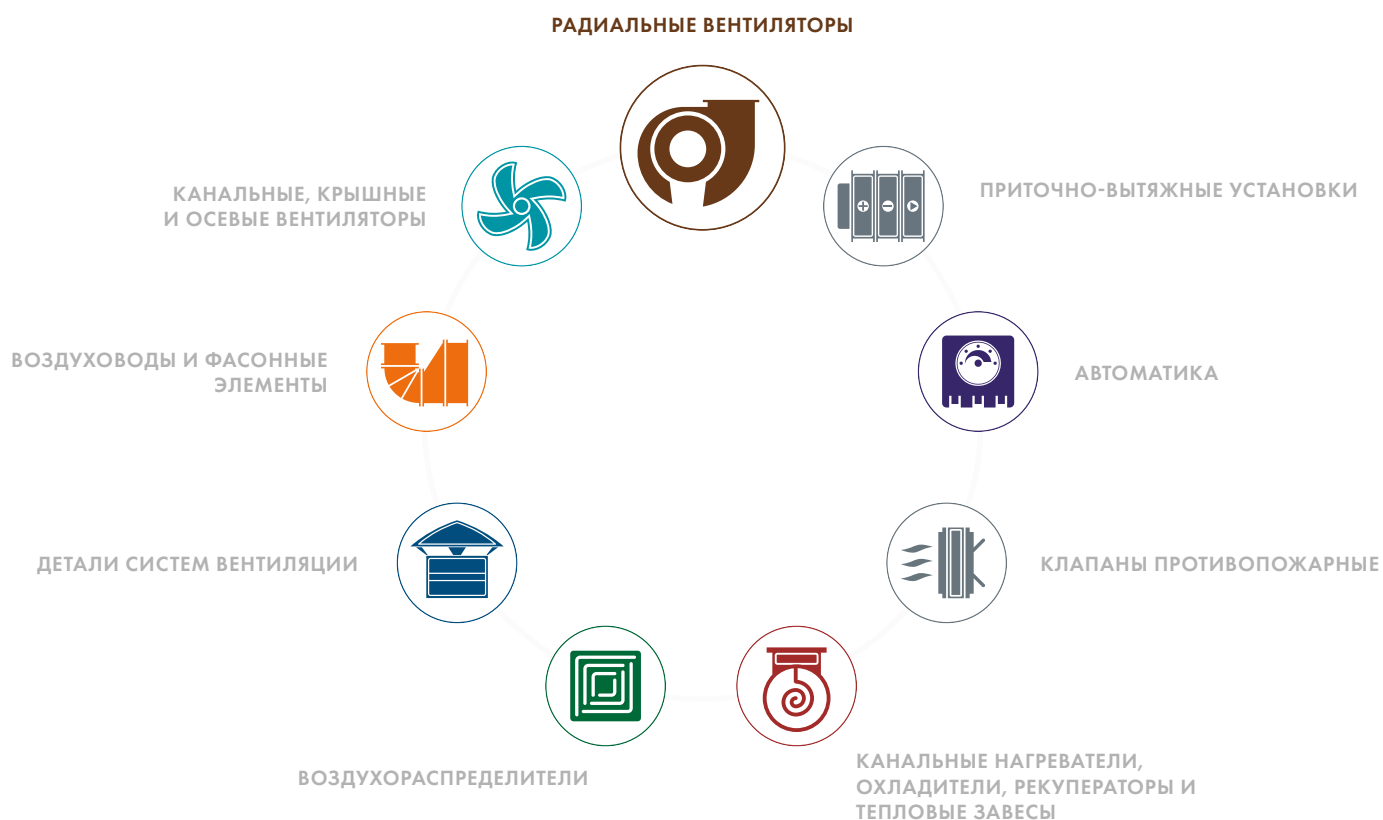 РАДИАЛЬНЫЕ ВЕНТИЛЯТОРЫ
КАНАЛЬНЫЕ, КРЫШНЫЕ
И ОСЕВЫЕ ВЕНТИЛЯТОРЫ
ПРИТОЧНО-ВЫТЯЖНЫЕ УСТАНОВКИ
ВОЗДУХОВОДЫ И ФАСОННЫЕ
ЭЛЕМЕНТЫ
АВТОМАТИКА
ДЕТАЛИ СИСТЕМ ВЕНТИЛЯЦИИ
КЛАПАНЫ ПРОТИВОПОЖАРНЫЕ
ВОЗДУХОРАСПРЕДЕЛИТЕЛИ
КАНАЛЬНЫЕ НАГРЕВАТЕЛИ,
ОХЛАДИТЕЛИ, РЕКУПЕРАТОРЫ И
ТЕПЛОВЫЕ ЗАВЕСЫ